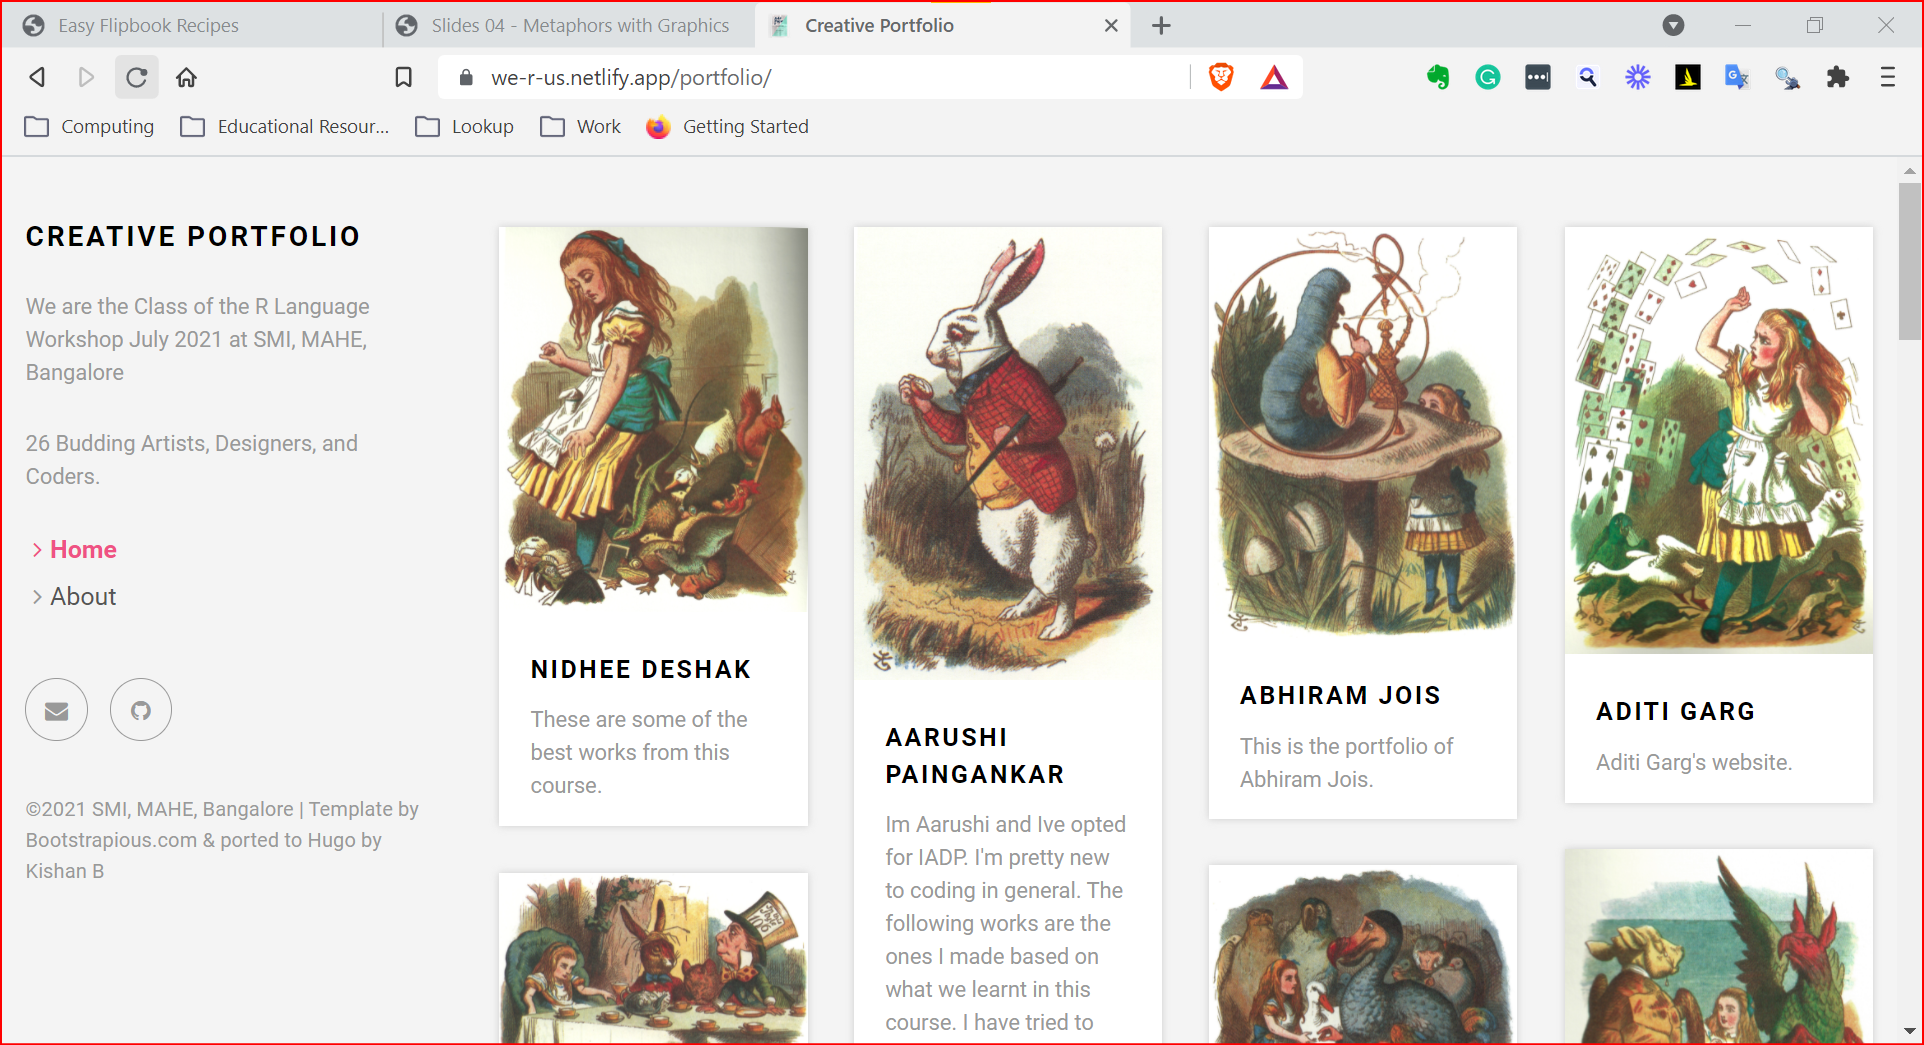 Easy Flipbook Recipes
Slides 04 - Metaphors with Graphics
Creative Portfolio
we-r-us.netlify.app/portfolio/
Computing
Educational Resour...
Lookup
Work
Getting Started
CREATIVE PORTFOLIO
We are the Class of the R Language
Workshop July 2021 at SMI, MAHE,
Bangalore
26 Budding Artists, Designers, and
Coders.
Home
About
©2021 SMI, MAHE, Bangalore | Template by
Bootstrapious.com & ported to Hugo by
Kishan B
NIDHEE DESHAK
These are some of the
best works from this
course.
AARUSHI
PAINGANKAR
Im Aarushi and Ive opted
for IADP. I'm pretty new
to coding in general. The
following works are the
ones I made based on
what we learnt in this
course. I have tried to
ABHIRAM JOIS
This is the portfolio of
Abhiram Jois.
ADITI GARG
Aditi Garg's website.